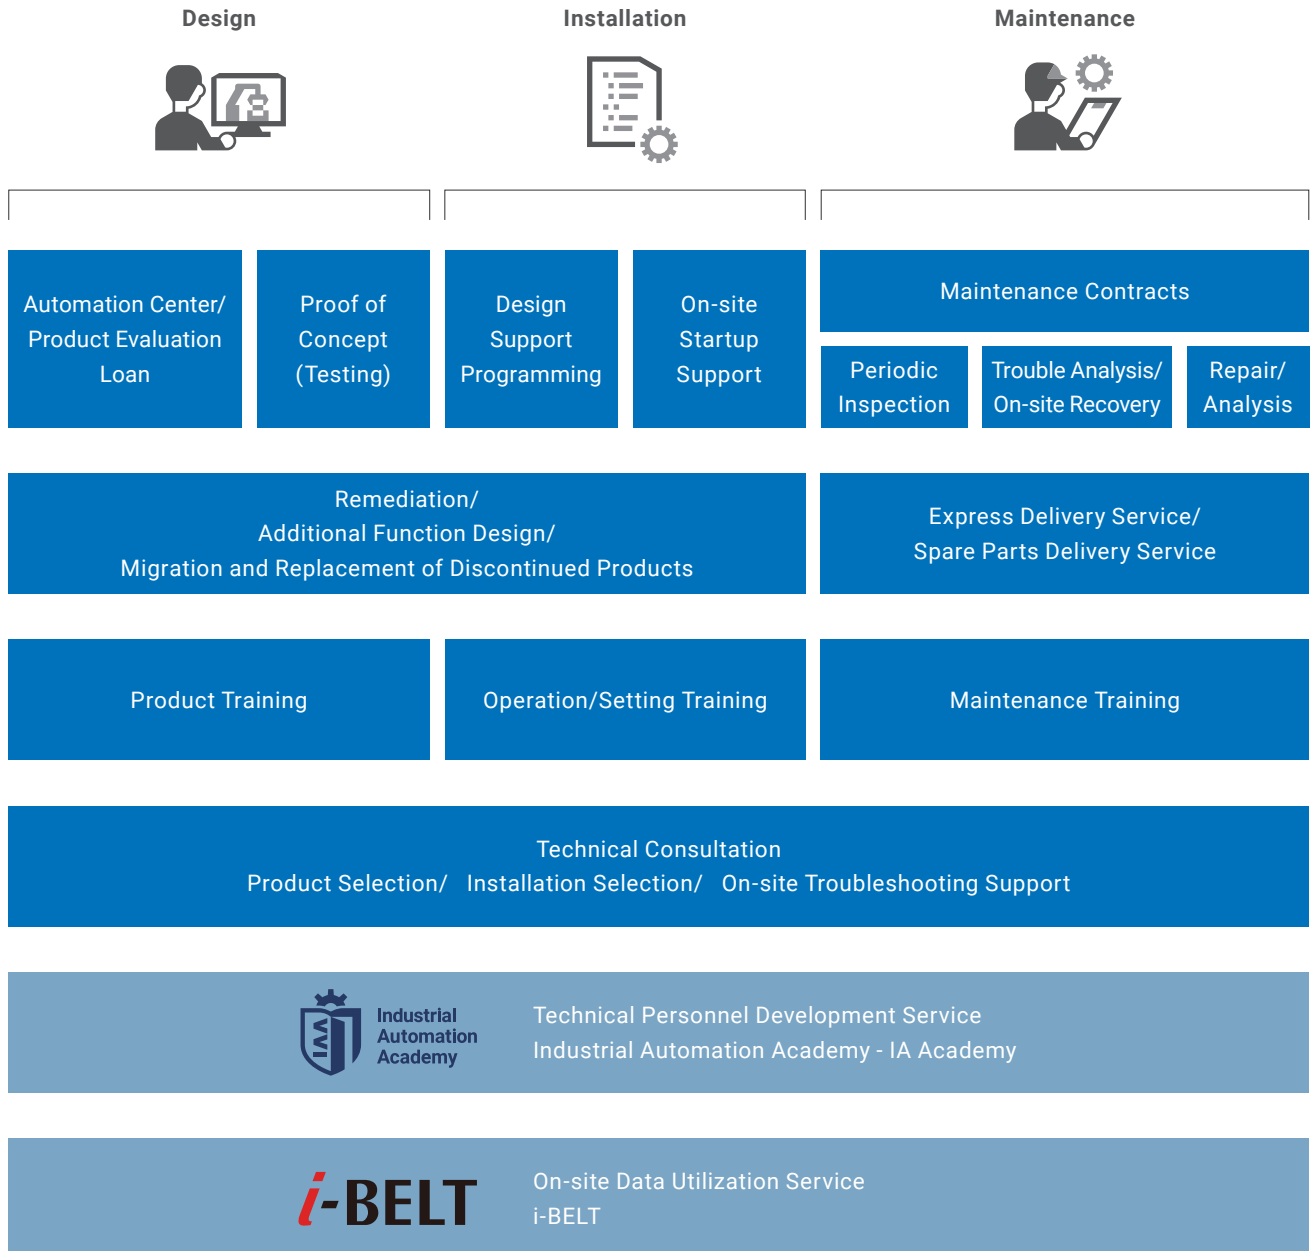 Design
Installation
Maintenance
Automation Center/
Product Evaluation
Loan
Proof of
Concept
(Testing)
Design
Support
Programming
On-site
Startup
Support
Maintenance Contracts
Periodic
Inspection
Trouble Analysis/
On-site Recovery
Repair/
Analysis
Remediation/
Additional Function Design/
Migration and Replacement of Discontinued Products
Express Delivery Service/
Spare Parts Delivery Service
Product Training
Operation/Setting Training
Maintenance Training
Technical Consultation
Product Selection/ Installation Selection/ On-site Troubleshooting Support
Industrial
Automation
Academy
Technical Personnel Development Service
Industrial Automation Academy - IA Academy
i-BELT
On-site Data Utilization Service
i-BELT